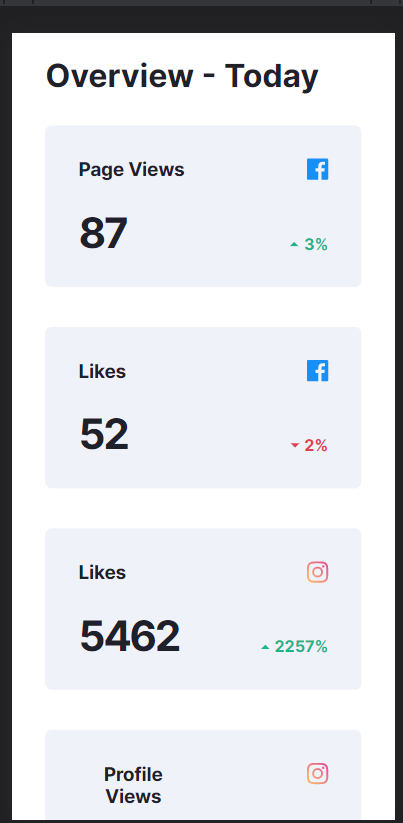 Overview - Today
Page Views
87
3%
Likes
52
2%
Likes
5462
2257%
Profile
Views